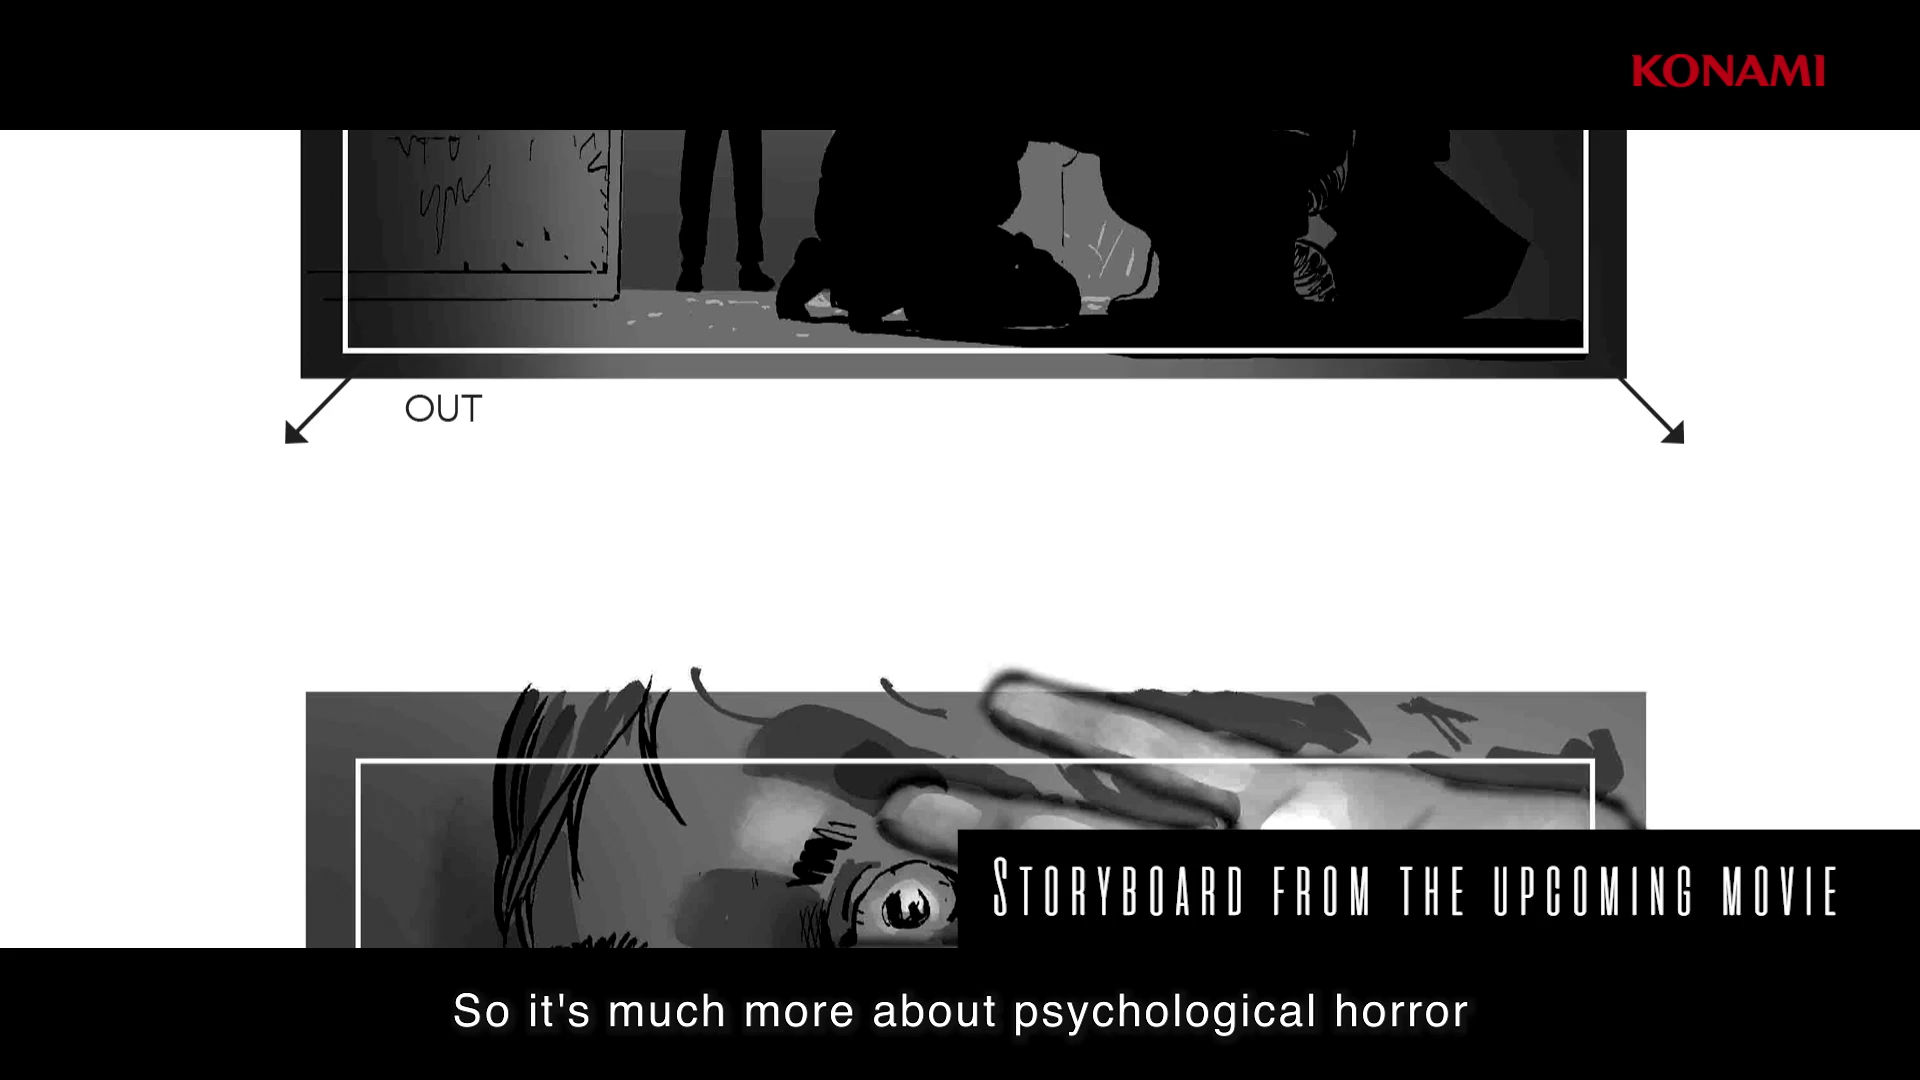 KONAMI
OUT
STORYBOARD FROM THE UPCOMING MOVIE
So it's much more about psychological horror